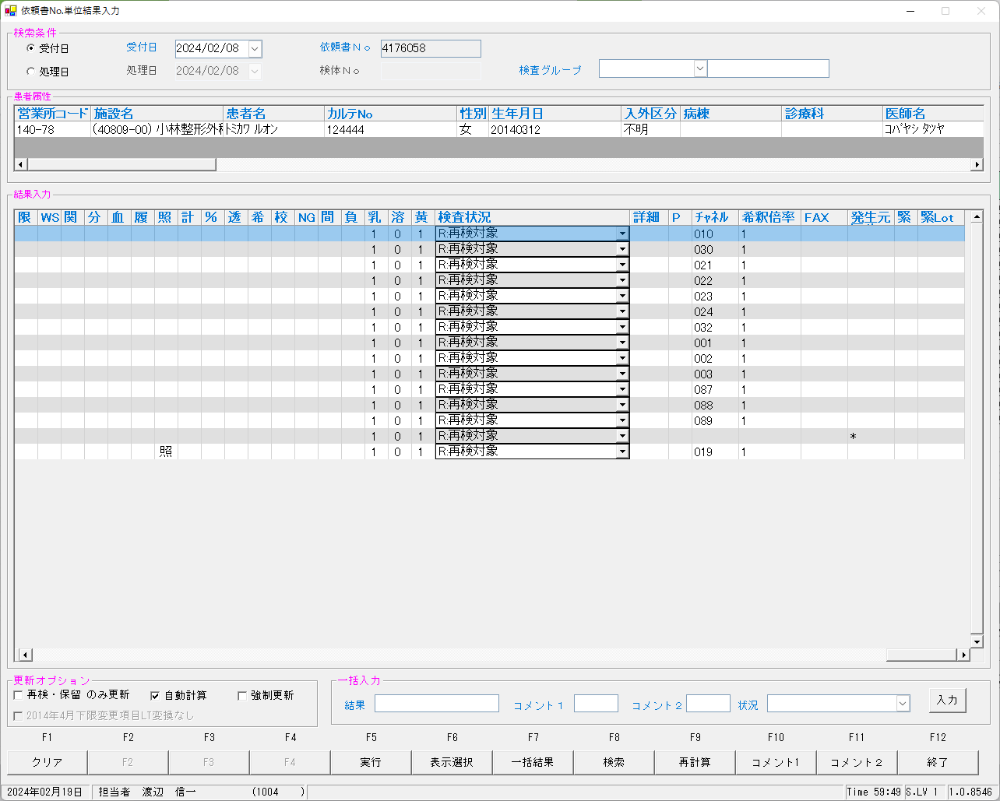 依頼書No.単位結果入力
検索条件
受付日 受付日 2024/02/08 依頼書No 4176058
処理日 処理日 2024/02/08 検体No 検査グループ
患者属性
営業所コード 施設名 患者名 カルテNo 性別 生年月日 入外区分 病棟 診療科 医師名
140-78 (40809-00) 小林整形外科 ﾄﾐｶﾜ ﾙｵﾝ 124444 女 20140312 不明 ｺﾊﾞﾔｼ ﾀﾂﾔ
結果入力
限 WS 関 分 血 履 照 計 % 透 希 校 NG 間 負 乳 溶 黄 検査状況 詳細 P ﾁｬﾈﾙ 希釈倍率 FAX 発生元 緊 緊Lot
1 0 1 R:再検対象 010 1
1 0 1 R:再検対象 030 1
1 0 1 R:再検対象 021 1
1 0 1 R:再検対象 022 1
1 0 1 R:再検対象 023 1
1 0 1 R:再検対象 024 1
1 0 1 R:再検対象 032 1
1 0 1 R:再検対象 001 1
1 0 1 R:再検対象 002 1
1 0 1 R:再検対象 003 1
1 0 1 R:再検対象 087 1
1 0 1 R:再検対象 088 1
1 0 1 R:再検対象 089 1
1 0 1 R:再検対象 *
照 1 0 1 R:再検対象 019 1
更新オプション
再検・保留 のみ更新 自動計算 強制更新
2014年4月下限変更項目LT変換なし
一括入力
結果 コメント１ コメント２ 状況 入力
F1 F2 F3 F4 F5 F6 F7 F8 F9 F10 F11 F12
クリア F2 F3 F4 実行 表示選択 一括結果 検索 再計算 コメント1 コメント２ 終了
2024年02月19日 担当者 渡辺 信一 (1004 ) Time 59:49 S.LV 1 1.0.8546